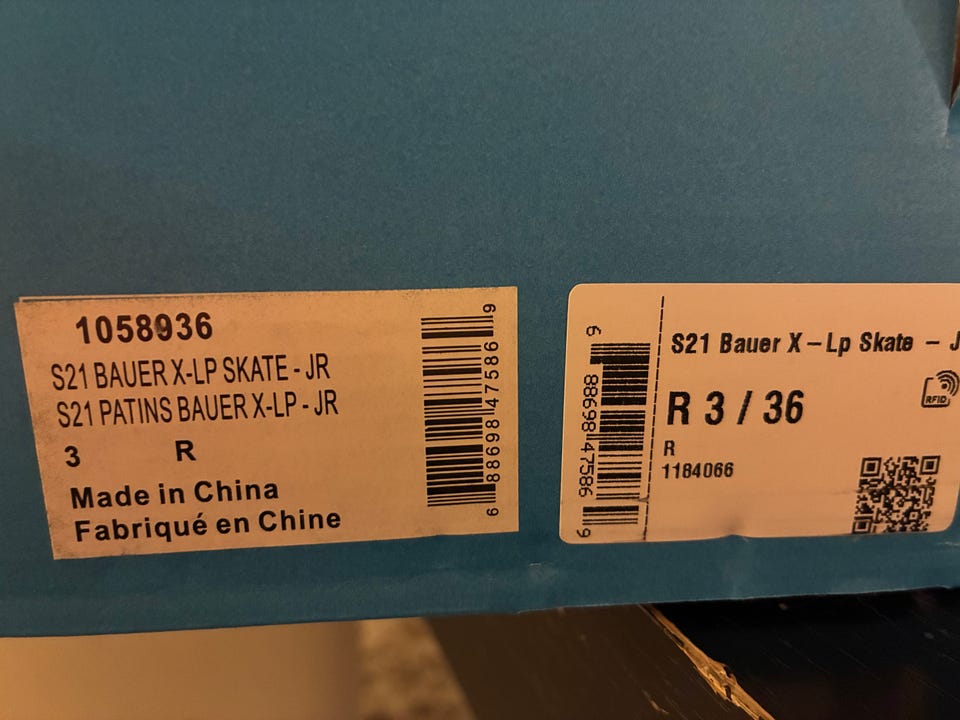 1058936
S21 BAUER X-LP SKATE - JR
S21 PATINS BAUER X-LP - JR
3 R
Made in China
Fabriqué en Chine
6 88698 47586 9
S21 Bauer X – Lp Skate – J
R 3 / 36
R
1184066
RFID
6 88698 47586 9